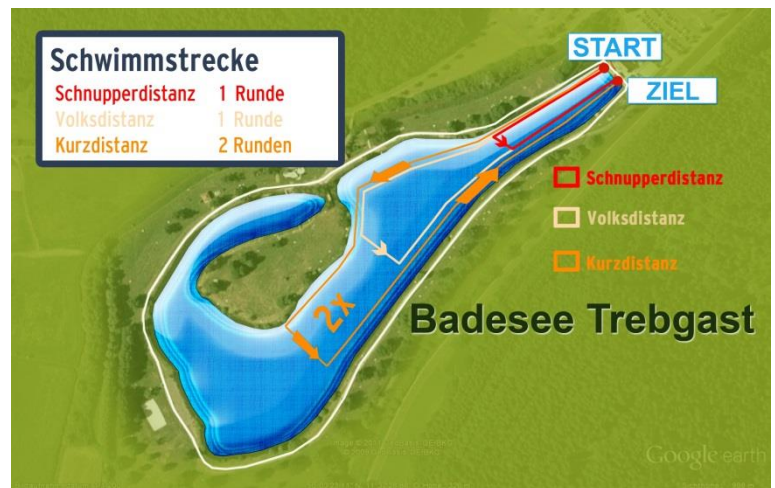 Schwimmstrecke
Schnupperdistanz 1 Runde
Volksdistanz 1 Runde
Kurzdistanz 2 Runden
START
ZIEL
Schnupperdistanz
Volksdistanz
Kurzdistanz
2x
Badesee Trebgast
Google earth